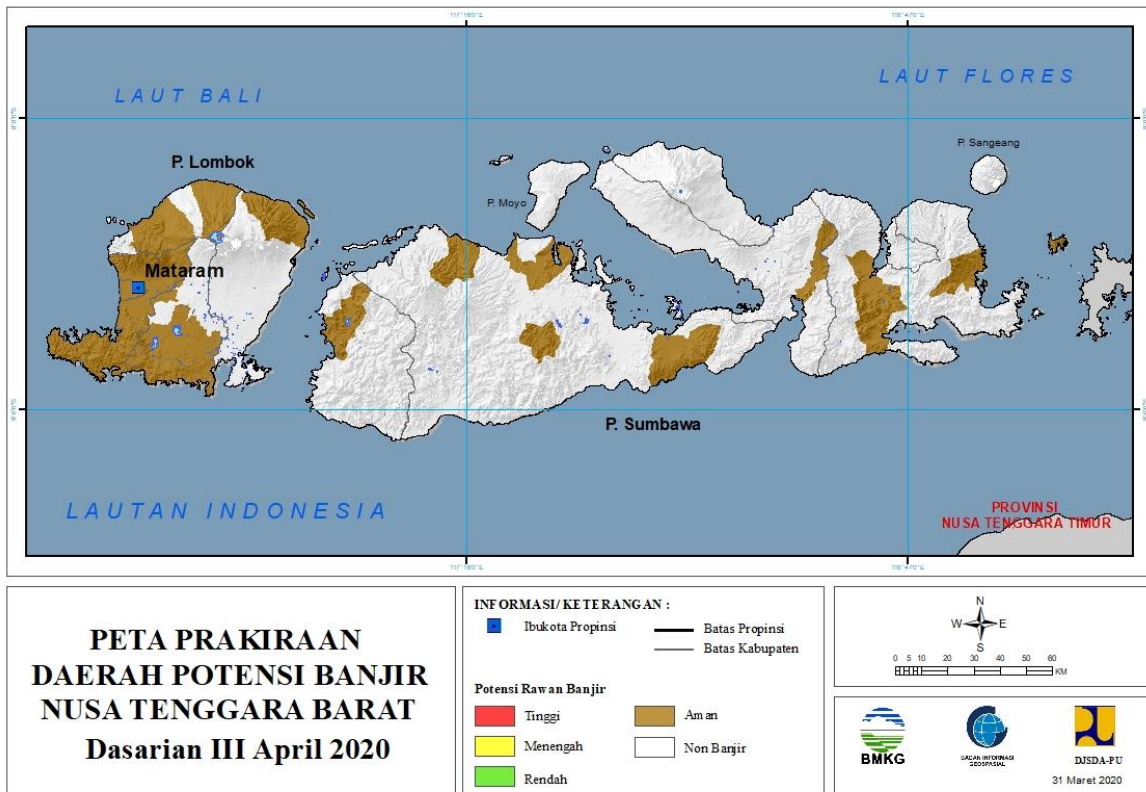 LAUT BALI
LAUT FLORES
P. Sangeang
P. Lombok
P. Moyo
Mataram
P. Sumbawa
LAUTAN INDONESIA
PROVINSI
NUSA TENGGARA TIMUR
PETA PRAKIRAAN
DAERAH POTENSI BANJIR
NUSA TENGGARA BARAT
Dasarian III April 2020
INFORMASI/ KETERANGAN :
Ibukota Propinsi
Batas Propinsi
Batas Kabupaten
Potensi Rawan Banjir
Tinggi
Aman
Menengah
Non Banjir
Rendah
N
W E
S
0 5 10 20 30 40 50 60
KM
BMKG
BADAN INFORMASI
GEOSPASIAL
DJSDA-PU
31 Maret 2020